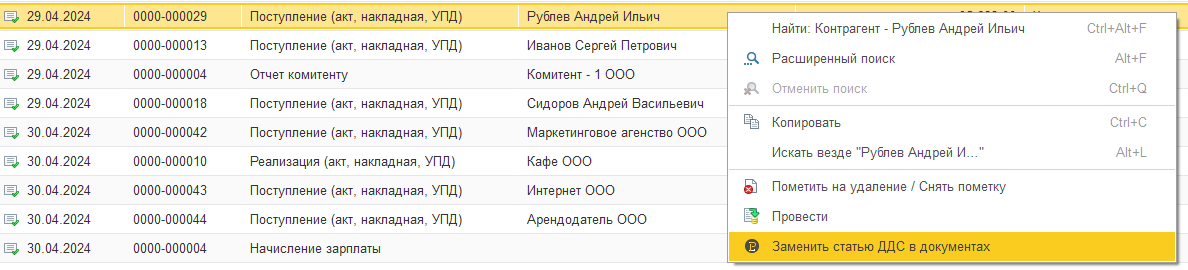 29.04.2024 0000-000029 Поступление (акт, накладная, УПД) Рублев Андрей Ильич
29.04.2024 0000-000013 Поступление (акт, накладная, УПД) Иванов Сергей Петрович
29.04.2024 0000-000004 Отчет комитенту Комитент - 1 ООО
29.04.2024 0000-000018 Поступление (акт, накладная, УПД) Сидоров Андрей Васильевич
30.04.2024 0000-000042 Поступление (акт, накладная, УПД) Маркетинговое агенство ООО
30.04.2024 0000-000010 Реализация (акт, накладная, УПД) Кафе ООО
30.04.2024 0000-000043 Поступление (акт, накладная, УПД) Интернет ООО
30.04.2024 0000-000044 Поступление (акт, накладная, УПД) Арендодатель ООО
30.04.2024 0000-000004 Начисление зарплаты
Найти: Контрагент - Рублев Андрей Ильич Ctrl+Alt+F
Расширенный поиск Alt+F
Отменить поиск Ctrl+Q
Копировать Ctrl+C
Искать везде "Рублев Андрей И..." Alt+L
Пометить на удаление / Снять пометку
Провести
Заменить статью ДДС в документах